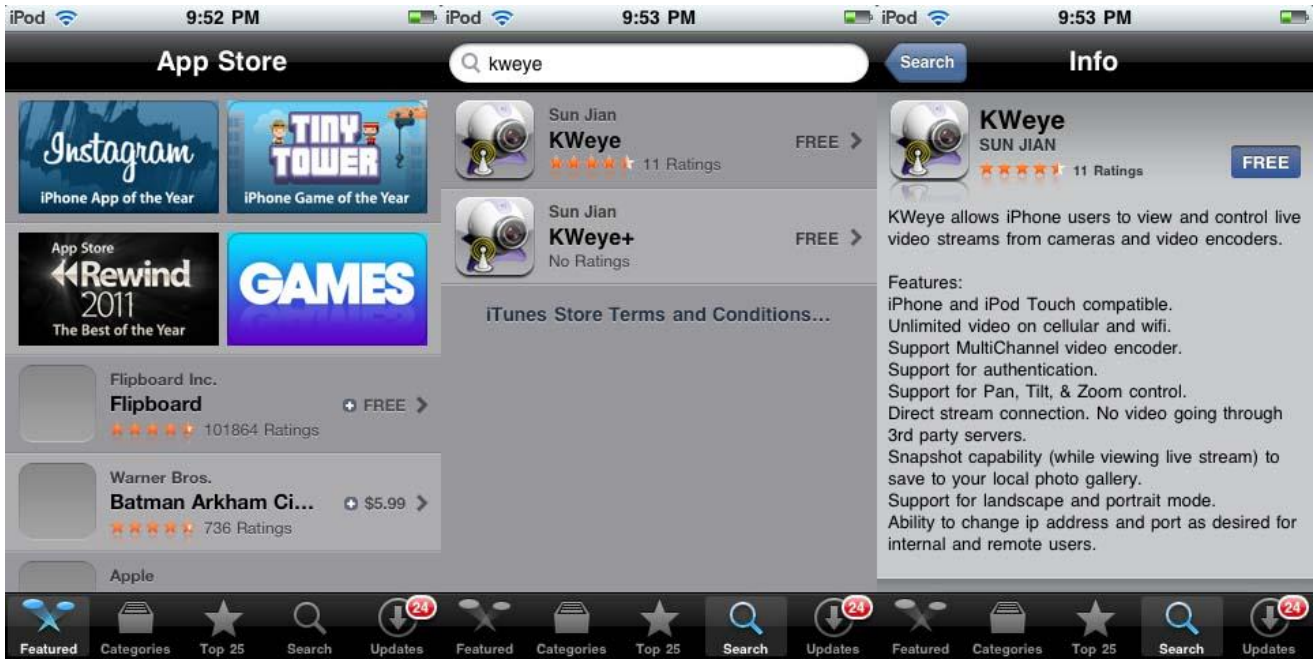 iPod 9:52 PM
App Store
Instagram
iPhone App of the Year
TINY
TOWER
iPhone Game of the Year
App Store
Rewind
2011
The Best of the Year
GAMES
Flipboard Inc.
Flipboard
FREE
101864 Ratings
Warner Bros.
Batman Arkham Ci...
$5.99
736 Ratings
Apple
24
Featured Categories Top 25 Search Updates
iPod 9:53 PM
kweye
Sun Jian
KWeye
FREE
11 Ratings
Sun Jian
KWeye+
FREE
No Ratings
iTunes Store Terms and Conditions...
24
Featured Categories Top 25 Search Updates
iPod 9:53 PM
Search Info
KWeye
SUN JIAN
11 Ratings
FREE
KWeye allows iPhone users to view and control live
video streams from cameras and video encoders.
Features:
iPhone and iPod Touch compatible.
Unlimited video on cellular and wifi.
Support MultiChannel video encoder.
Support for authentication.
Support for Pan, Tilt, & Zoom control.
Direct stream connection. No video going through
3rd party servers.
Snapshot capability (while viewing live stream) to
save to your local photo gallery.
Support for landscape and portrait mode.
Ability to change ip address and port as desired for
internal and remote users.
24
Featured Categories Top 25 Search Updates